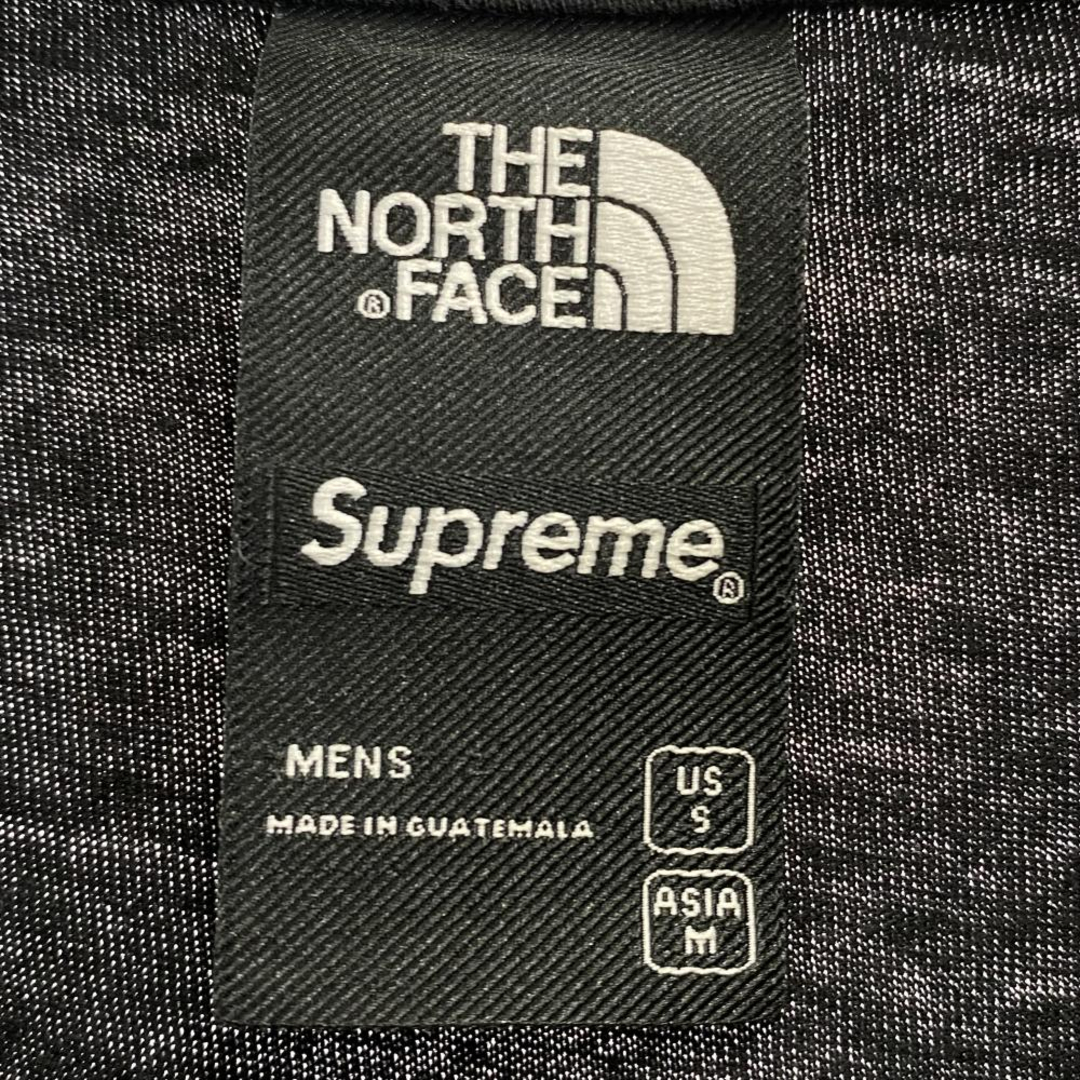 THE
NORTH
®FACE
Supreme®
MENS
MADE IN GUATEMALA
US
S
ASIA
M